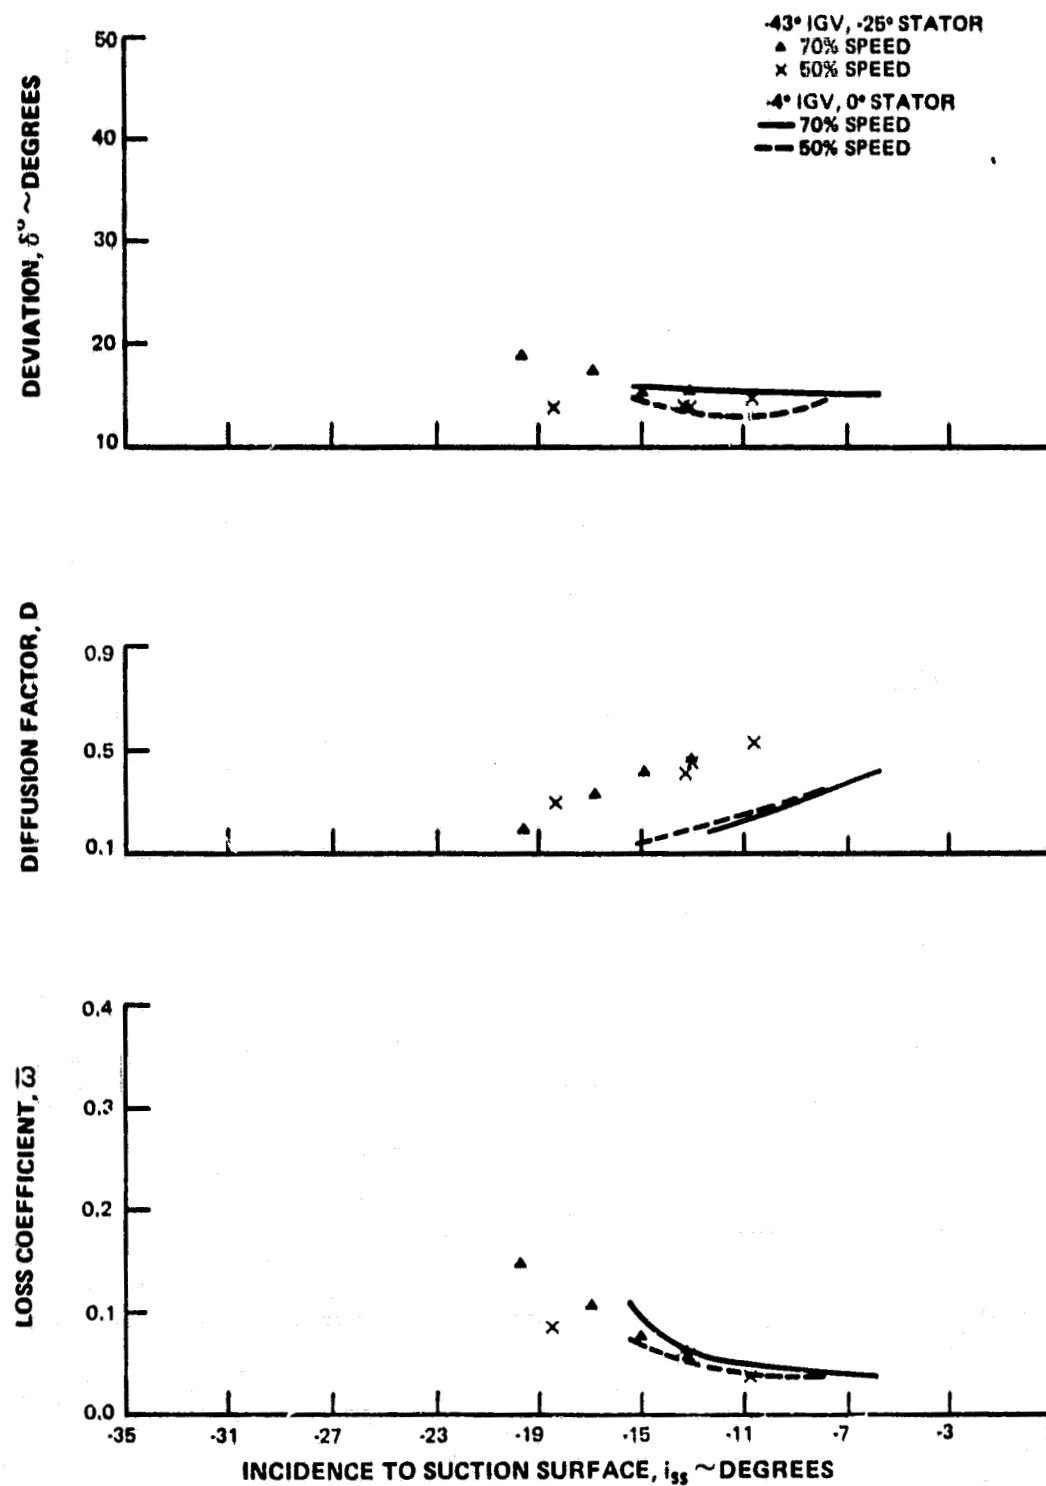 -43° IGV, -25° STATOR
▲ 70% SPEED
× 50% SPEED
-4° IGV, 0° STATOR
70% SPEED
50% SPEED
DEVIATION, δ° ~ DEGREES
50
40
30
20
10
DIFFUSION FACTOR, D
0.9
0.5
0.1
LOSS COEFFICIENT, ω̅
0.4
0.3
0.2
0.1
0.0
-35 -31 -27 -23 -19 -15 -11 -7 -3
INCIDENCE TO SUCTION SURFACE, iss ~ DEGREES